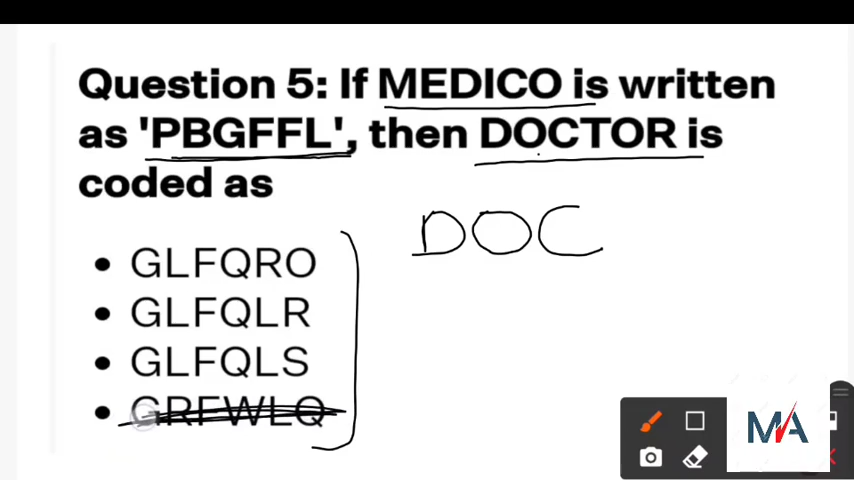 Question 5: If MEDICO is written
as 'PBGFFL', then DOCTOR is
coded as
• GLFQRO
• GLFQLR
• GLFQLS
• GRFWLQ
DOC
MA